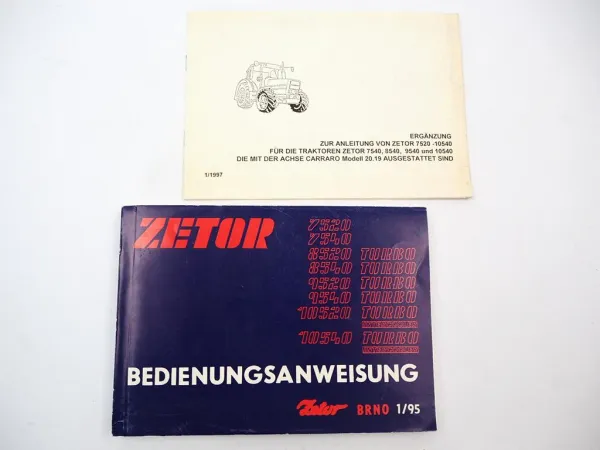 ERGÄNZUNG
ZUR ANLEITUNG VON ZETOR 7520 -10540
FÜR DIE TRAKTOREN ZETOR 7540, 8540, 9540 und 10540
DIE MIT DER ACHSE CARRARO Modell 20.19 AUSGESTATTET SIND
1/1997
ZETOR
7520
7540
8520 TURBO
8540 TURBO
9520 TURBO
9540 TURBO
10520 TURBO
10540 TURBO
BEDIENUNGSANWEISUNG
Zetor BRNO 1/95